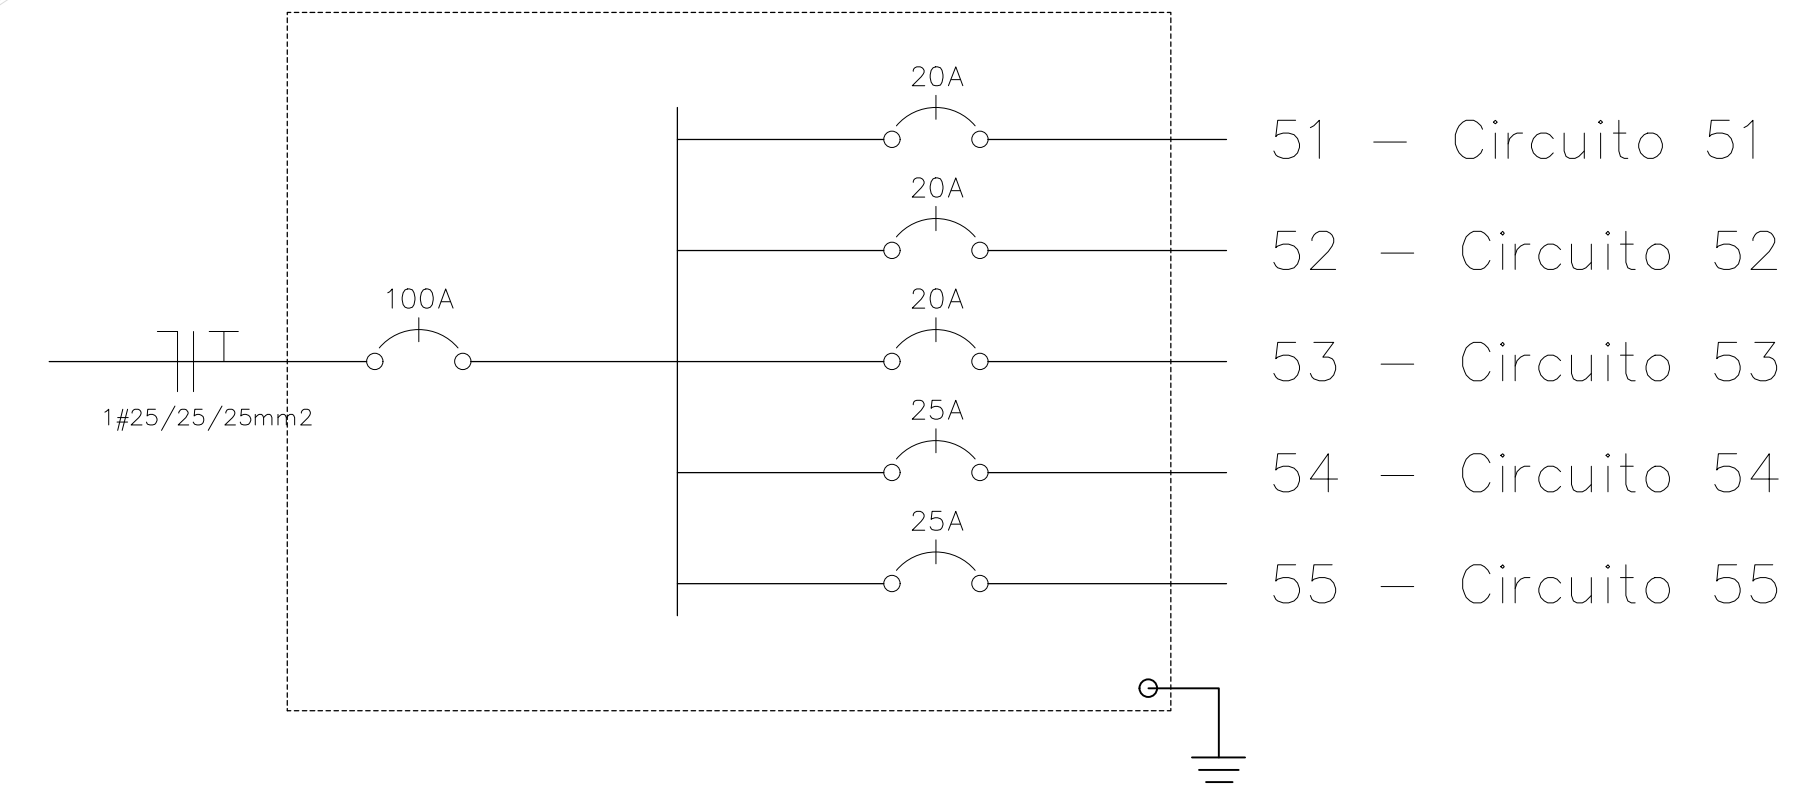 20A
51 - Circuito 51
20A
52 - Circuito 52
100A
20A
53 - Circuito 53
1#25/25/25mm2
25A
54 - Circuito 54
25A
55 - Circuito 55